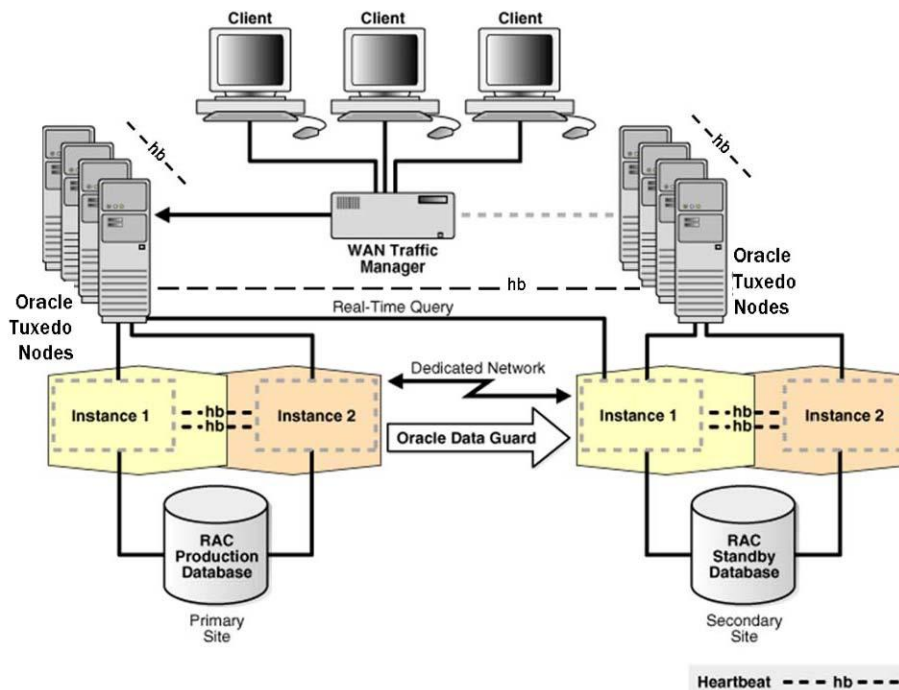 Client
Client
Client
hb
hb
WAN Traffic
Manager
Oracle
Tuxedo
Nodes
hb
Oracle
Tuxedo
Nodes
Real-Time Query
Dedicated Network
Instance 1
hb
hb
Instance 2
Oracle Data Guard
Instance 1
hb
hb
Instance 2
RAC
Production
Database
RAC
Standby
Database
Primary
Site
Secondary
Site
Heartbeat hb